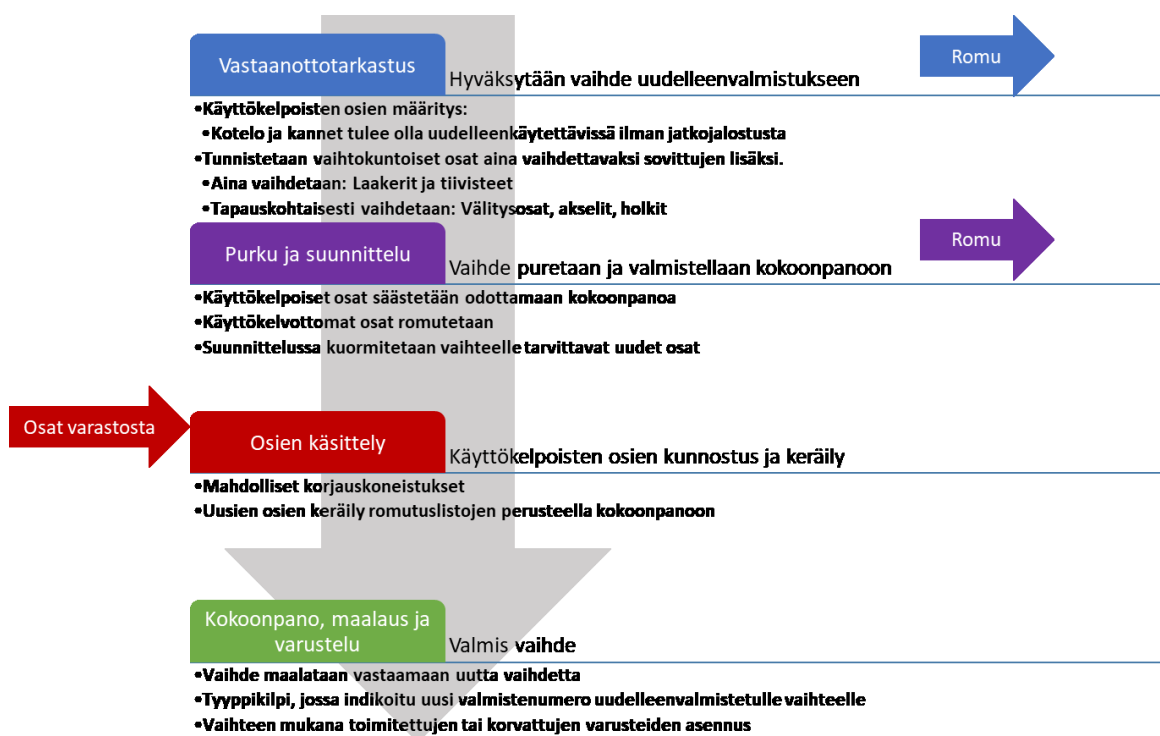 Vastaanottotarkastus
Hyväksytään vaihde uudelleenvalmistukseen
Romu
•Käyttökelpoisten osien määritys:
•Kotelo ja kannet tulee olla uudelleenkäytettävissä ilman jatkojalostusta
•Tunnistetaan vaihtokuntoiset osat aina vaihdettavaksi sovittujen lisäksi.
•Aina vaihdetaan: Laakerit ja tiivisteet
•Tapauskohtaisesti vaihdetaan: Välitysosat, akselit, holkit
Purku ja suunnittelu
Vaihde puretaan ja valmistellaan kokoonpanoon
Romu
•Käyttökelpoiset osat säästetään odottamaan kokoonpanoa
•Käyttökelvottomat osat romutetaan
•Suunnittelussa kuormitetaan vaihteelle tarvittavat uudet osat
Osat varastosta
Osien käsittely
Käyttökelpoisten osien kunnostus ja keräily
•Mahdolliset korjauskoneistukset
•Uusien osien keräily romutuslistojen perusteella kokoonpanoon
Kokoonpano, maalaus ja
varustelu
Valmis vaihde
•Vaihde maalataan vastaamaan uutta vaihdetta
•Tyyppikilpi, jossa indikoitu uusi valmistenumero uudelleenvalmistetulle vaihteelle
•Vaihteen mukana toimitettujen tai korvattujen varusteiden asennus